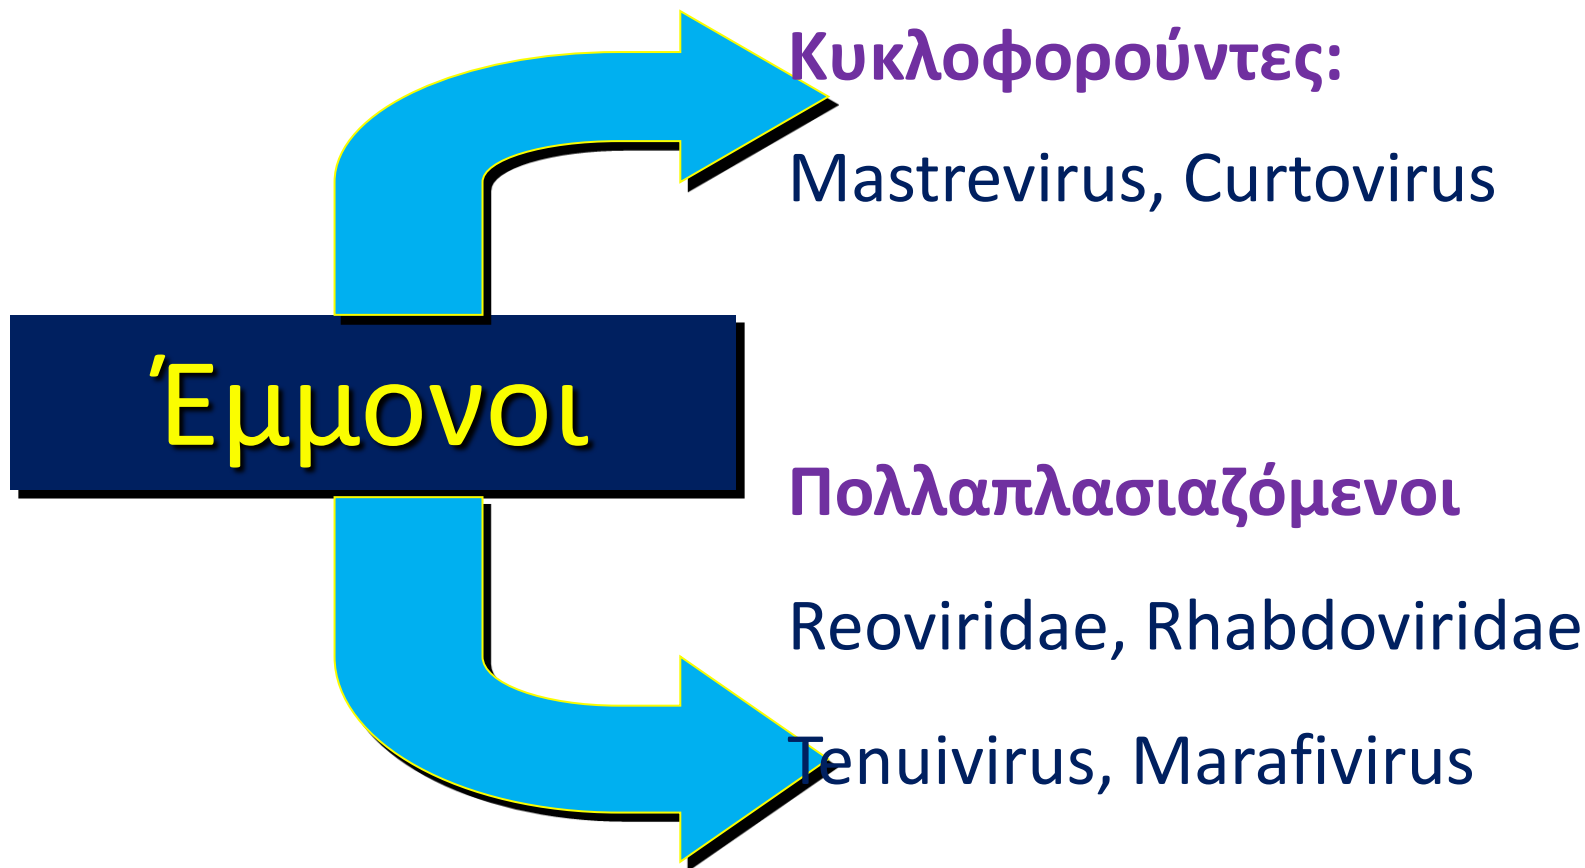 Κυκλοφορούντες:
Mastrevirus, Curtovirus
Έμμονοι
Πολλαπλασιαζόμενοι
Reoviridae, Rhabdoviridae
Tenuivirus, Marafivirus